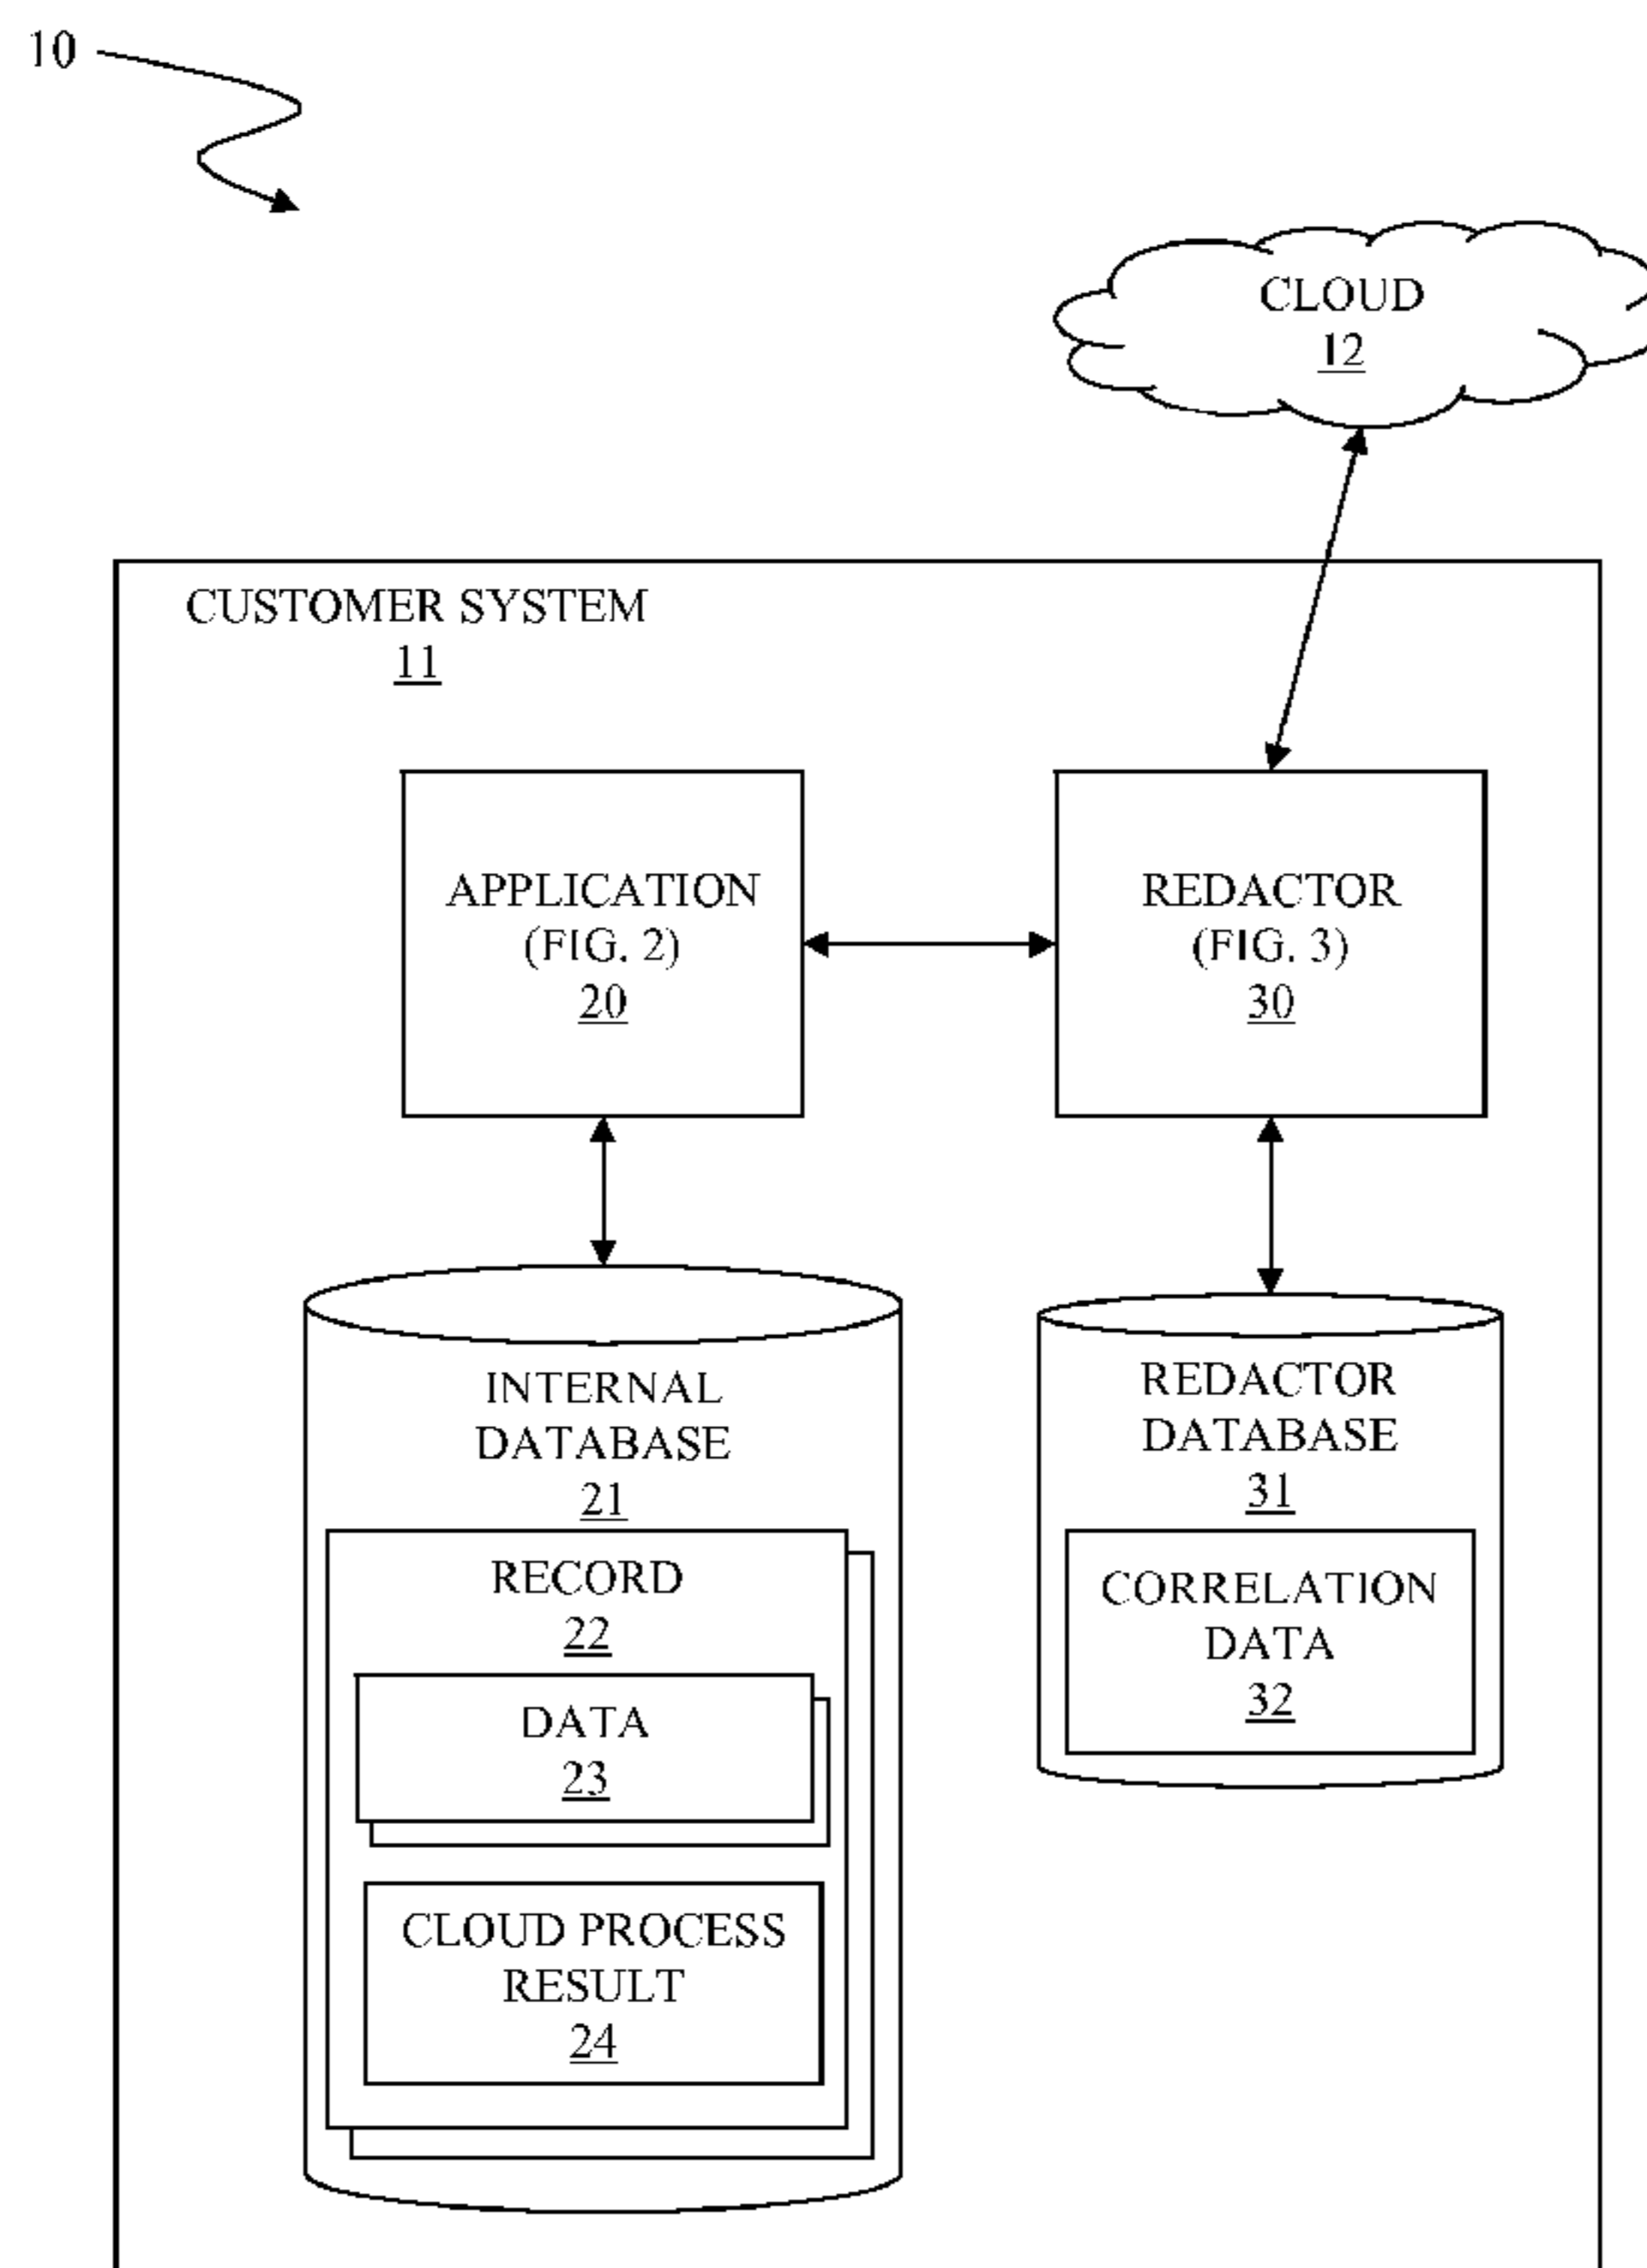 10
CLOUD
12
CUSTOMER SYSTEM
11
APPLICATION
(FIG. 2)
20
REDACTOR
(FIG. 3)
30
INTERNAL
DATABASE
21
RECORD
22
DATA
23
CLOUD PROCESS
RESULT
24
REDACTOR
DATABASE
31
CORRELATION
DATA
32